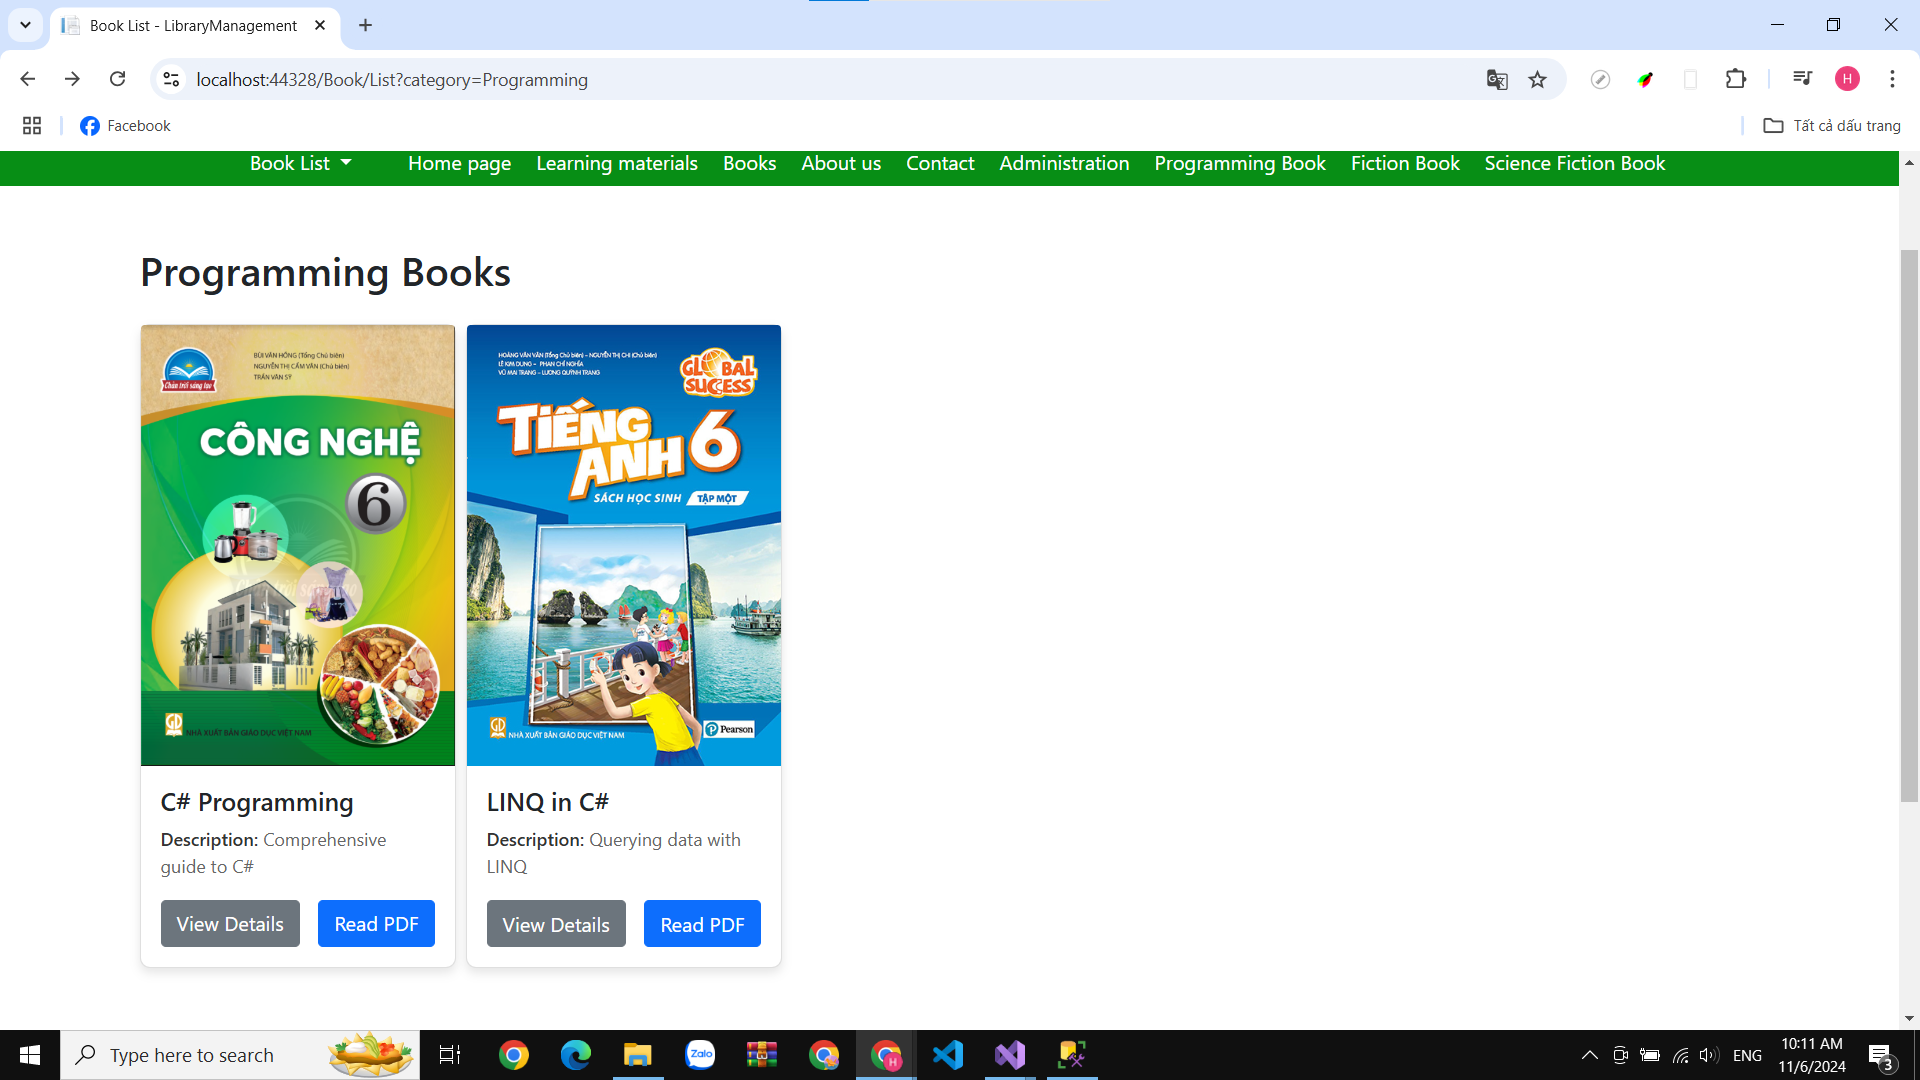 Book List - LibraryManagement
localhost:44328/Book/List?category=Programming
H
Facebook
Tất cả dấu trang
Book List
Home page
Learning materials
Books
About us
Contact
Administration
Programming Book
Fiction Book
Science Fiction Book
Programming Books
Chân trời sáng tạo
BÙI VĂN HỒNG (Tổng Chủ biên)
NGUYỄN THỊ CẨM VÂN (Chủ biên)
TRẦN VĂN SỸ
CÔNG NGHỆ
6
Chân trời sáng tạo
GD
NHÀ XUẤT BẢN GIÁO DỤC VIỆT NAM
HOÀNG VĂN VÂN (Tổng Chủ biên) – NGUYỄN THỊ CHI (Chủ biên)
LÊ KIM DUNG – PHAN CHÍ NGHĨA
VŨ MAI TRANG – LƯƠNG QUỲNH TRANG
GLOBAL
SUCCESS
TIẾNG
ANH 6
SÁCH HỌC SINH TẬP MỘT
GD
NHÀ XUẤT BẢN GIÁO DỤC VIỆT NAM
Pearson
C# Programming
Description: Comprehensive
guide to C#
View Details
Read PDF
LINQ in C#
Description: Querying data with
LINQ
View Details
Read PDF
Type here to search
Zalo
H
ENG
10:11 AM
11/6/2024
3